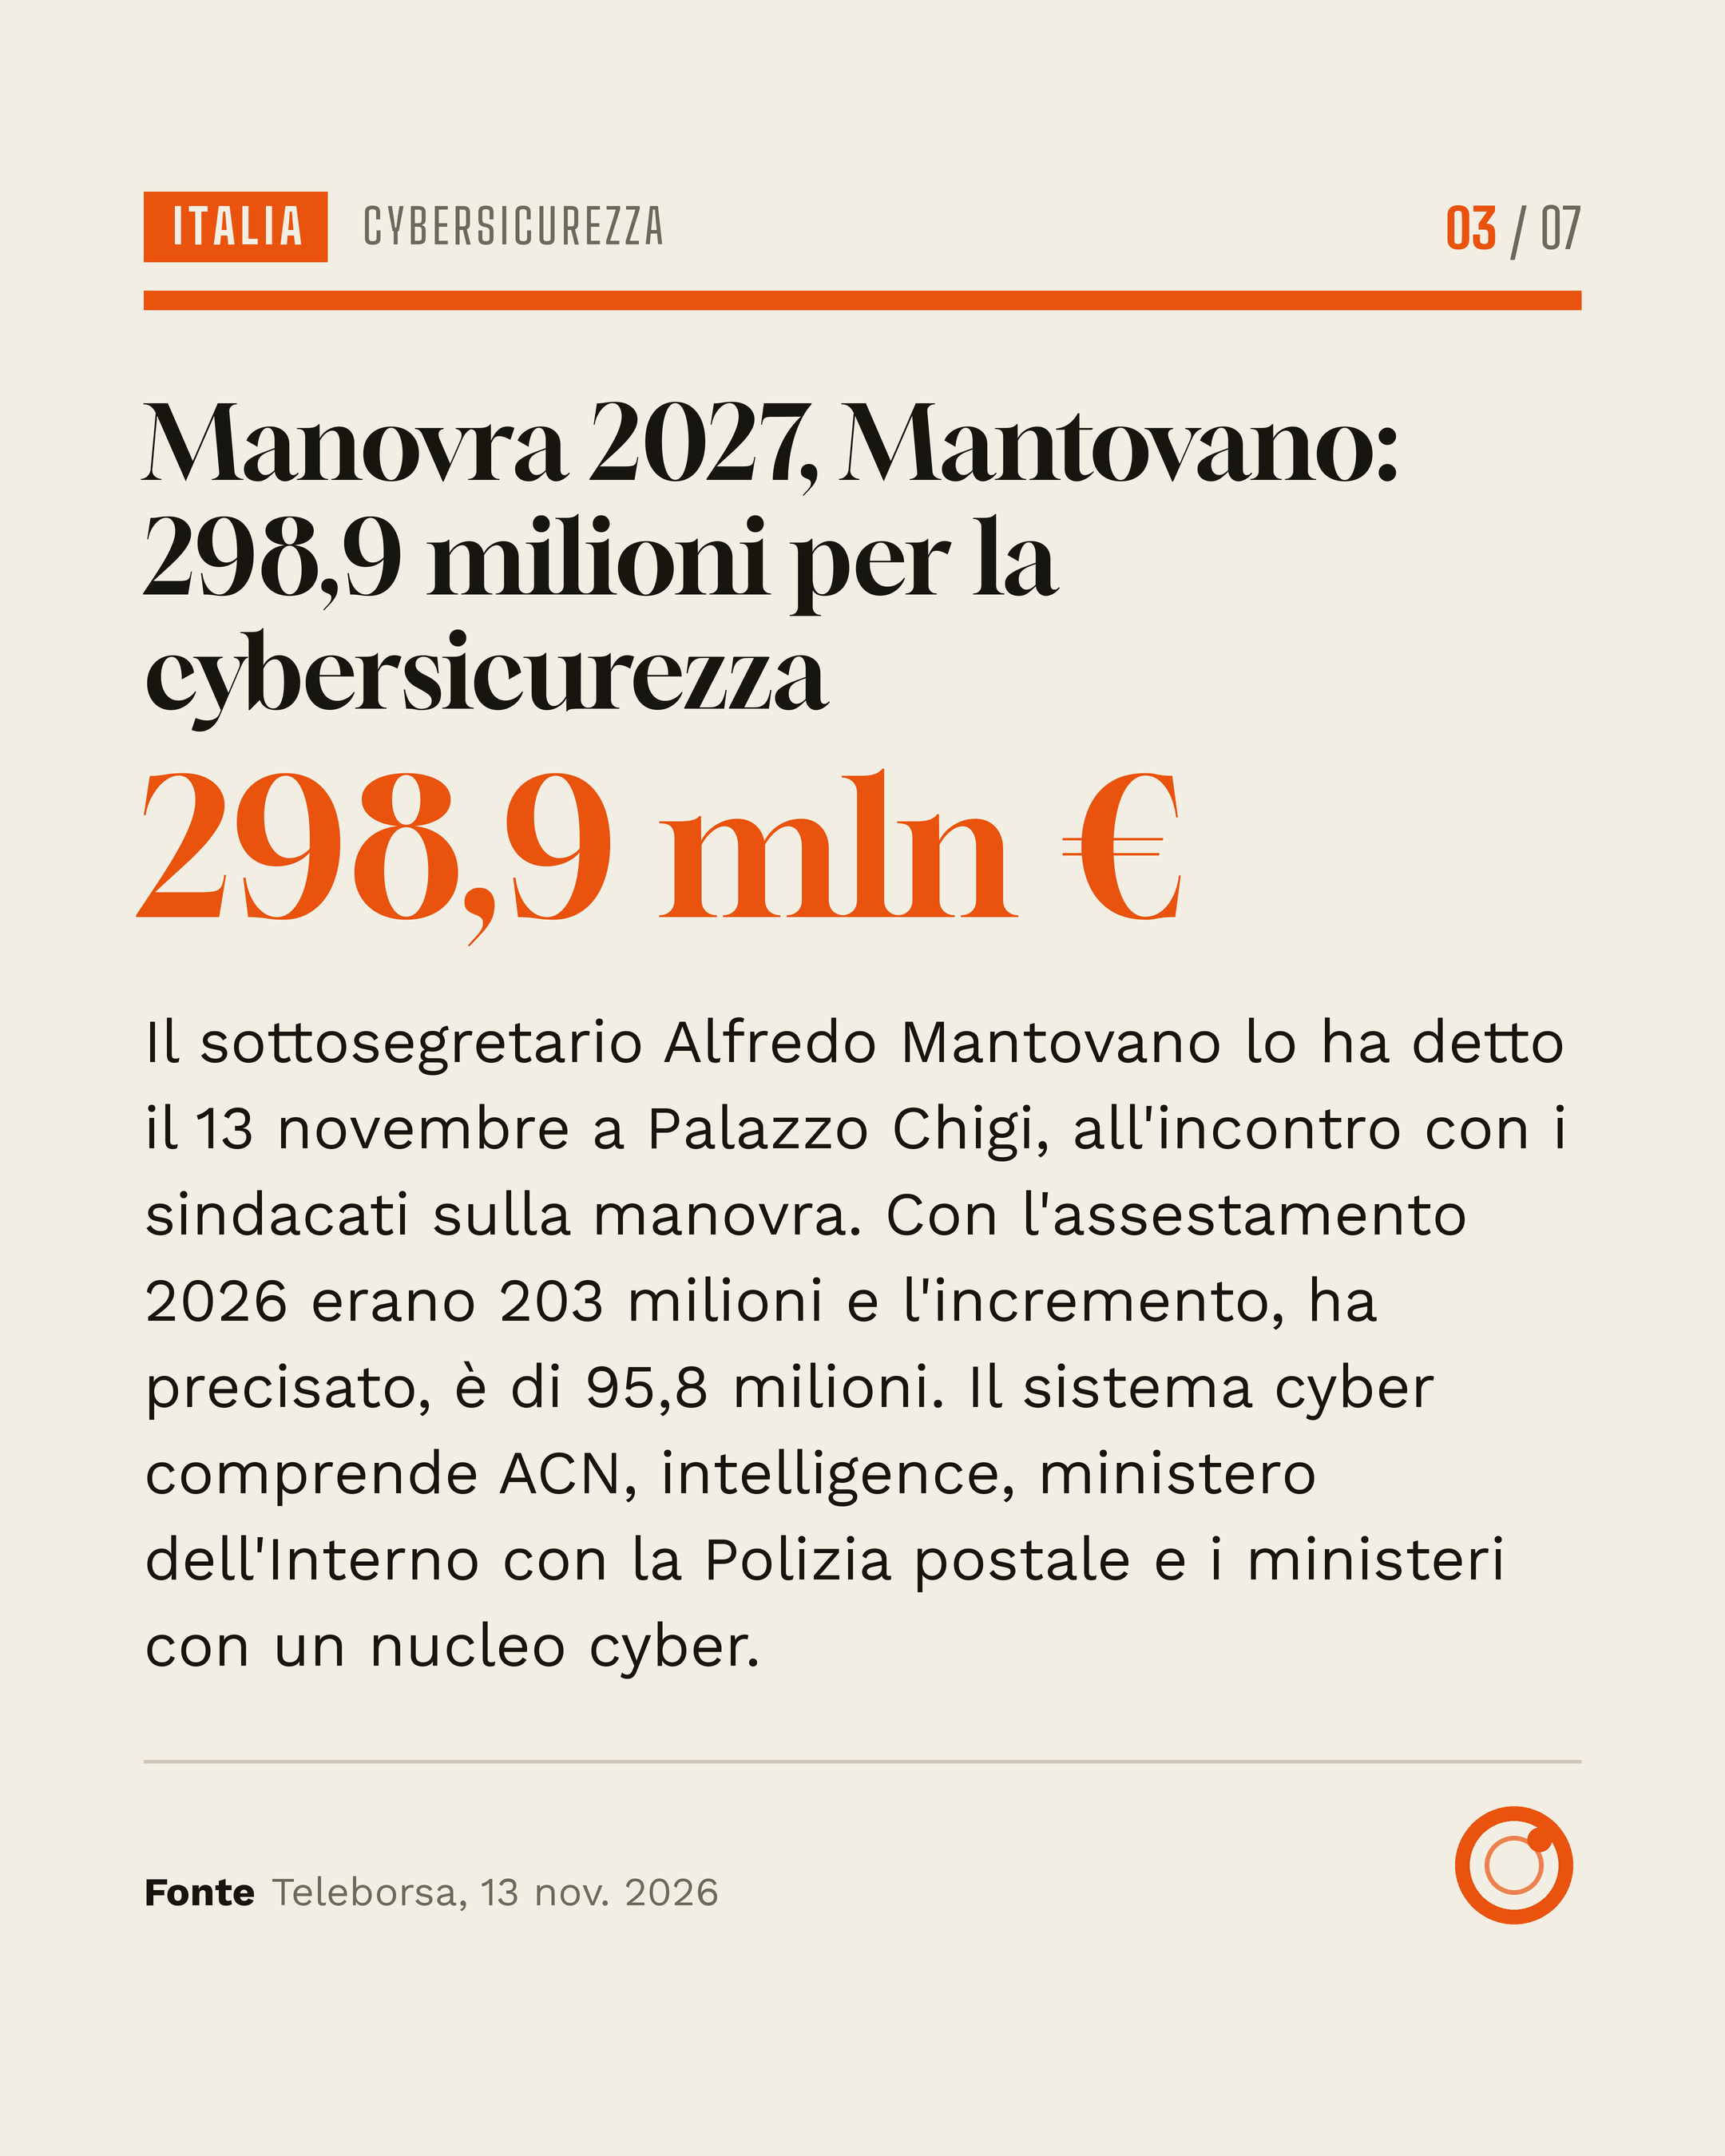 ITALIA CYBERSICUREZZA 03 / 07
Manovra 2027, Mantovano:
298,9 milioni per la
cybersicurezza
298,9 mln €
Il sottosegretario Alfredo Mantovano lo ha detto
il 13 novembre a Palazzo Chigi, all'incontro con i
sindacati sulla manovra. Con l'assestamento
2026 erano 203 milioni e l'incremento, ha
precisato, è di 95,8 milioni. Il sistema cyber
comprende ACN, intelligence, ministero
dell'Interno con la Polizia postale e i ministeri
con un nucleo cyber.
Fonte Teleborsa, 13 nov. 2026